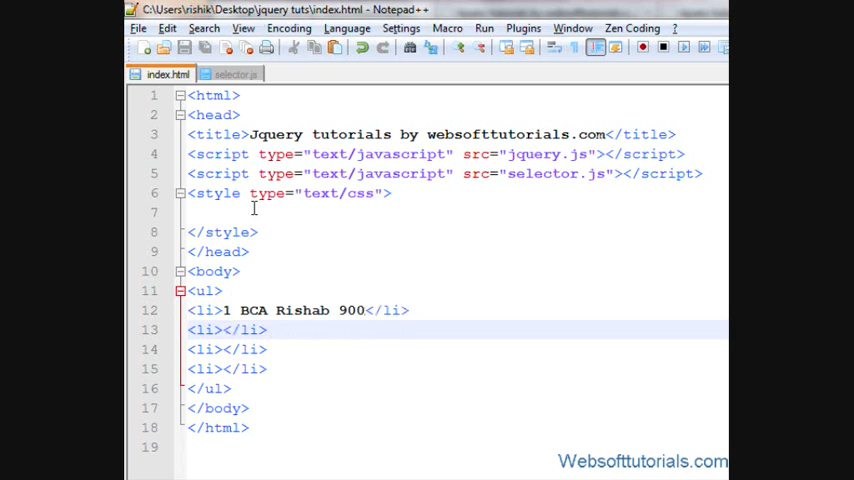 C:\Users\rishik\Desktop\jquery tuts\index.html - Notepad++
File Edit Search View Encoding Language Settings Macro Run Plugins Window Zen Coding ?
index.html selector.js
1 <html>
2 <head>
3 <title>Jquery tutorials by websofttutorials.com</title>
4 <script type="text/javascript" src="jquery.js"></script>
5 <script type="text/javascript" src="selector.js"></script>
6 <style type="text/css">
7
8 </style>
9 </head>
10 <body>
11 <ul>
12 <li>1 BCA Rishab 900</li>
13 <li></li>
14 <li></li>
15 <li></li>
16 </ul>
17 </body>
18 </html>
19
Websofttutorials.com